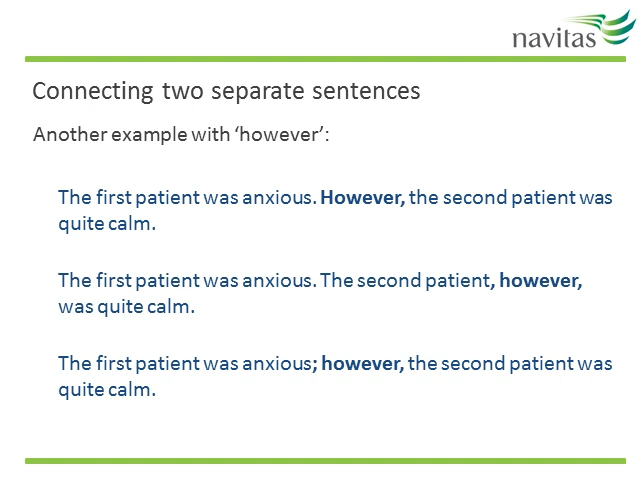 navitas
Connecting two separate sentences
Another example with ‘however’:
The first patient was anxious. However, the second patient was
quite calm.
The first patient was anxious. The second patient, however,
was quite calm.
The first patient was anxious; however, the second patient was
quite calm.